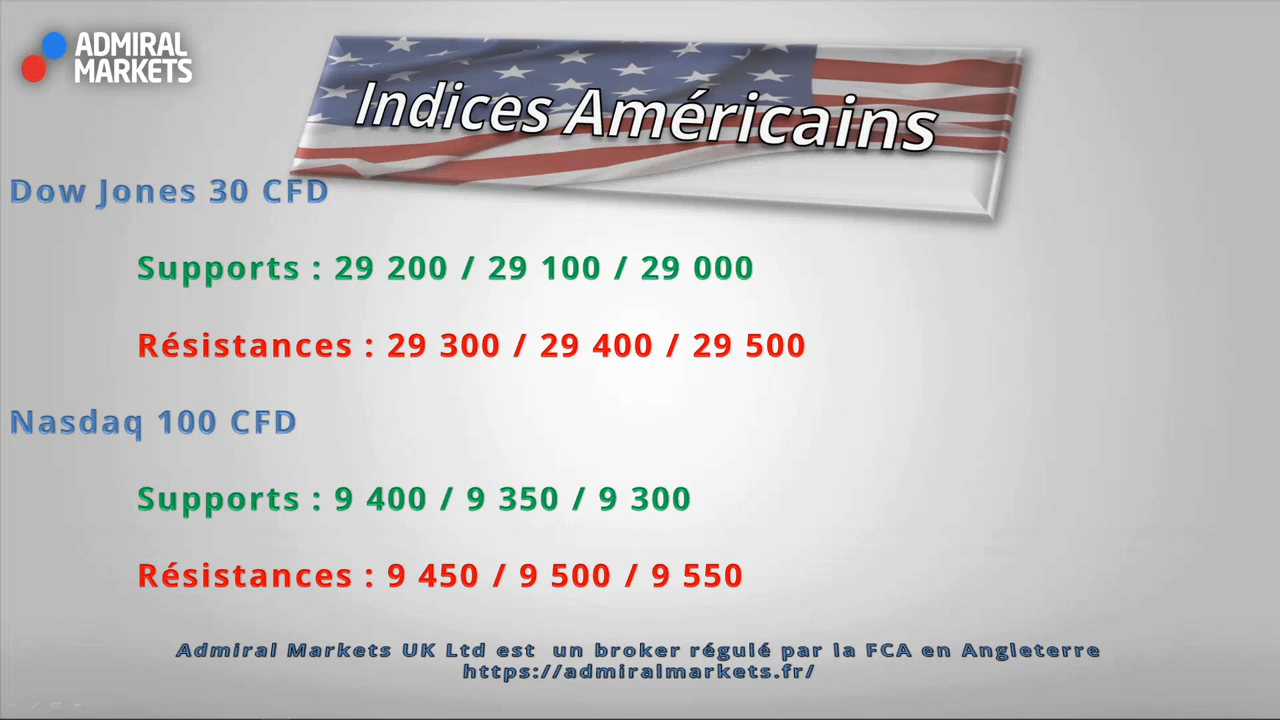 ADMIRAL
MARKETS
Indices Américains
Dow Jones 30 CFD
Supports : 29 200 / 29 100 / 29 000
Résistances : 29 300 / 29 400 / 29 500
Nasdaq 100 CFD
Supports : 9 400 / 9 350 / 9 300
Résistances : 9 450 / 9 500 / 9 550
Admiral Markets UK Ltd est un broker régulé par la FCA en Angleterre
https://admiralmarkets.fr/